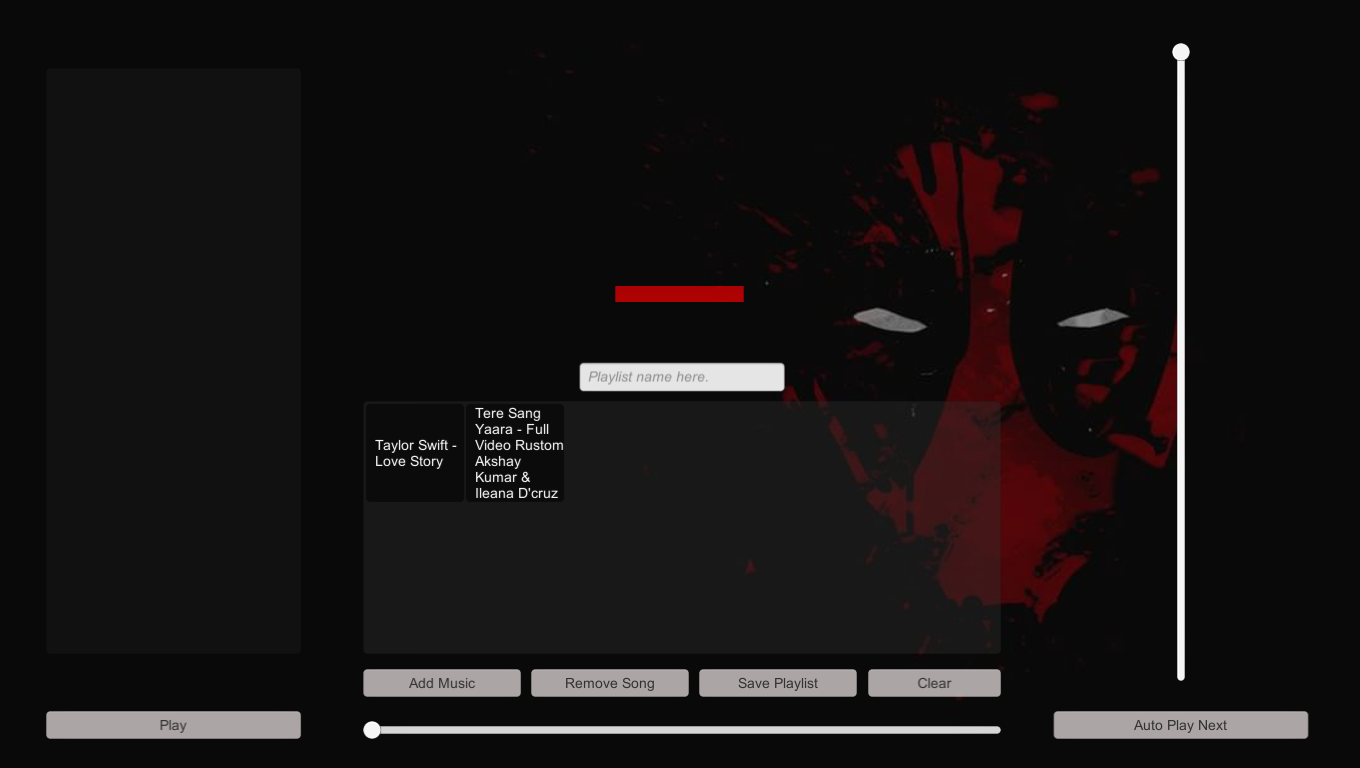 Playlist name here.
Taylor Swift -
Love Story
Tere Sang
Yaara - Full
Video Rustom
Akshay
Kumar &
Ileana D'cruz
Add Music
Remove Song
Save Playlist
Clear
Play
Auto Play Next